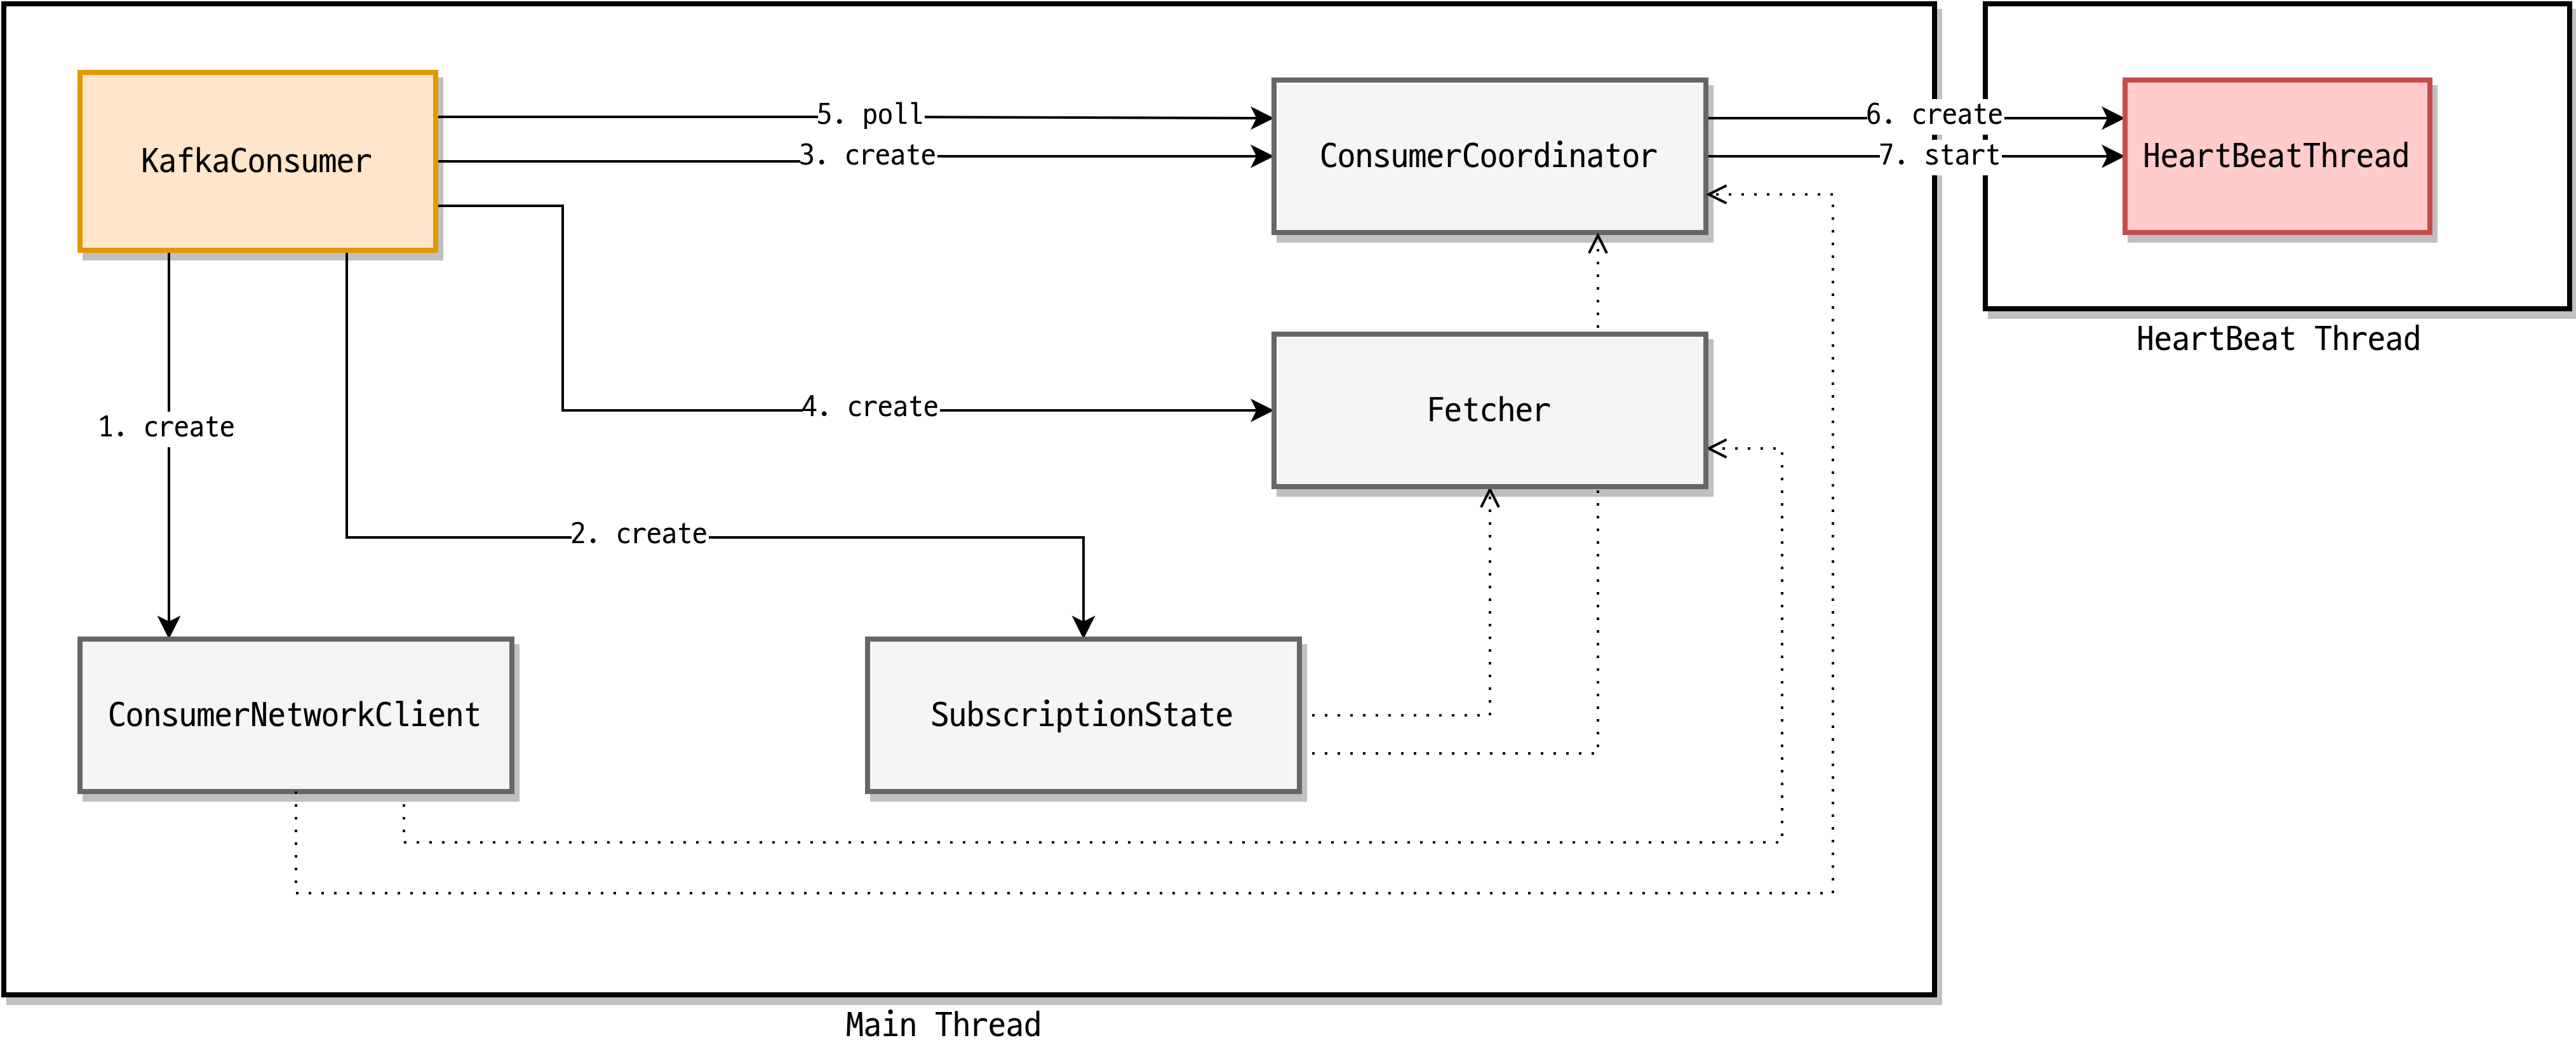 KafkaConsumer
5. poll
3. create
ConsumerCoordinator
6. create
7. start
HeartBeatThread
HeartBeat Thread
4. create
Fetcher
1. create
2. create
ConsumerNetworkClient
SubscriptionState
Main Thread